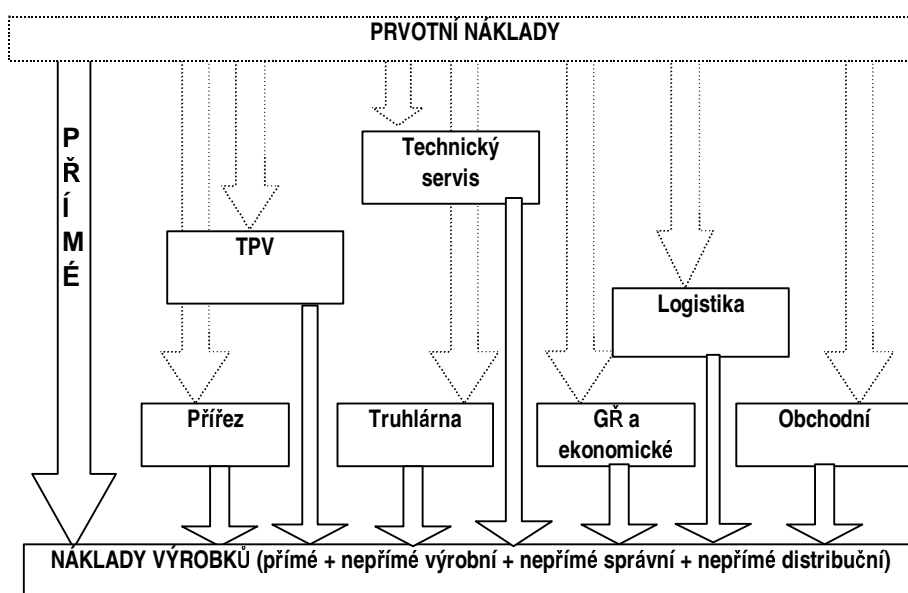 PRVOTNÍ NÁKLADY
PŘÍMÉ
Technický
servis
TPV
Logistika
Přířez
Truhlárna
GŘ a
ekonomické
Obchodní
NÁKLADY VÝROBKŮ (přímé + nepřímé výrobní + nepřímé správní + nepřímé distribuční)